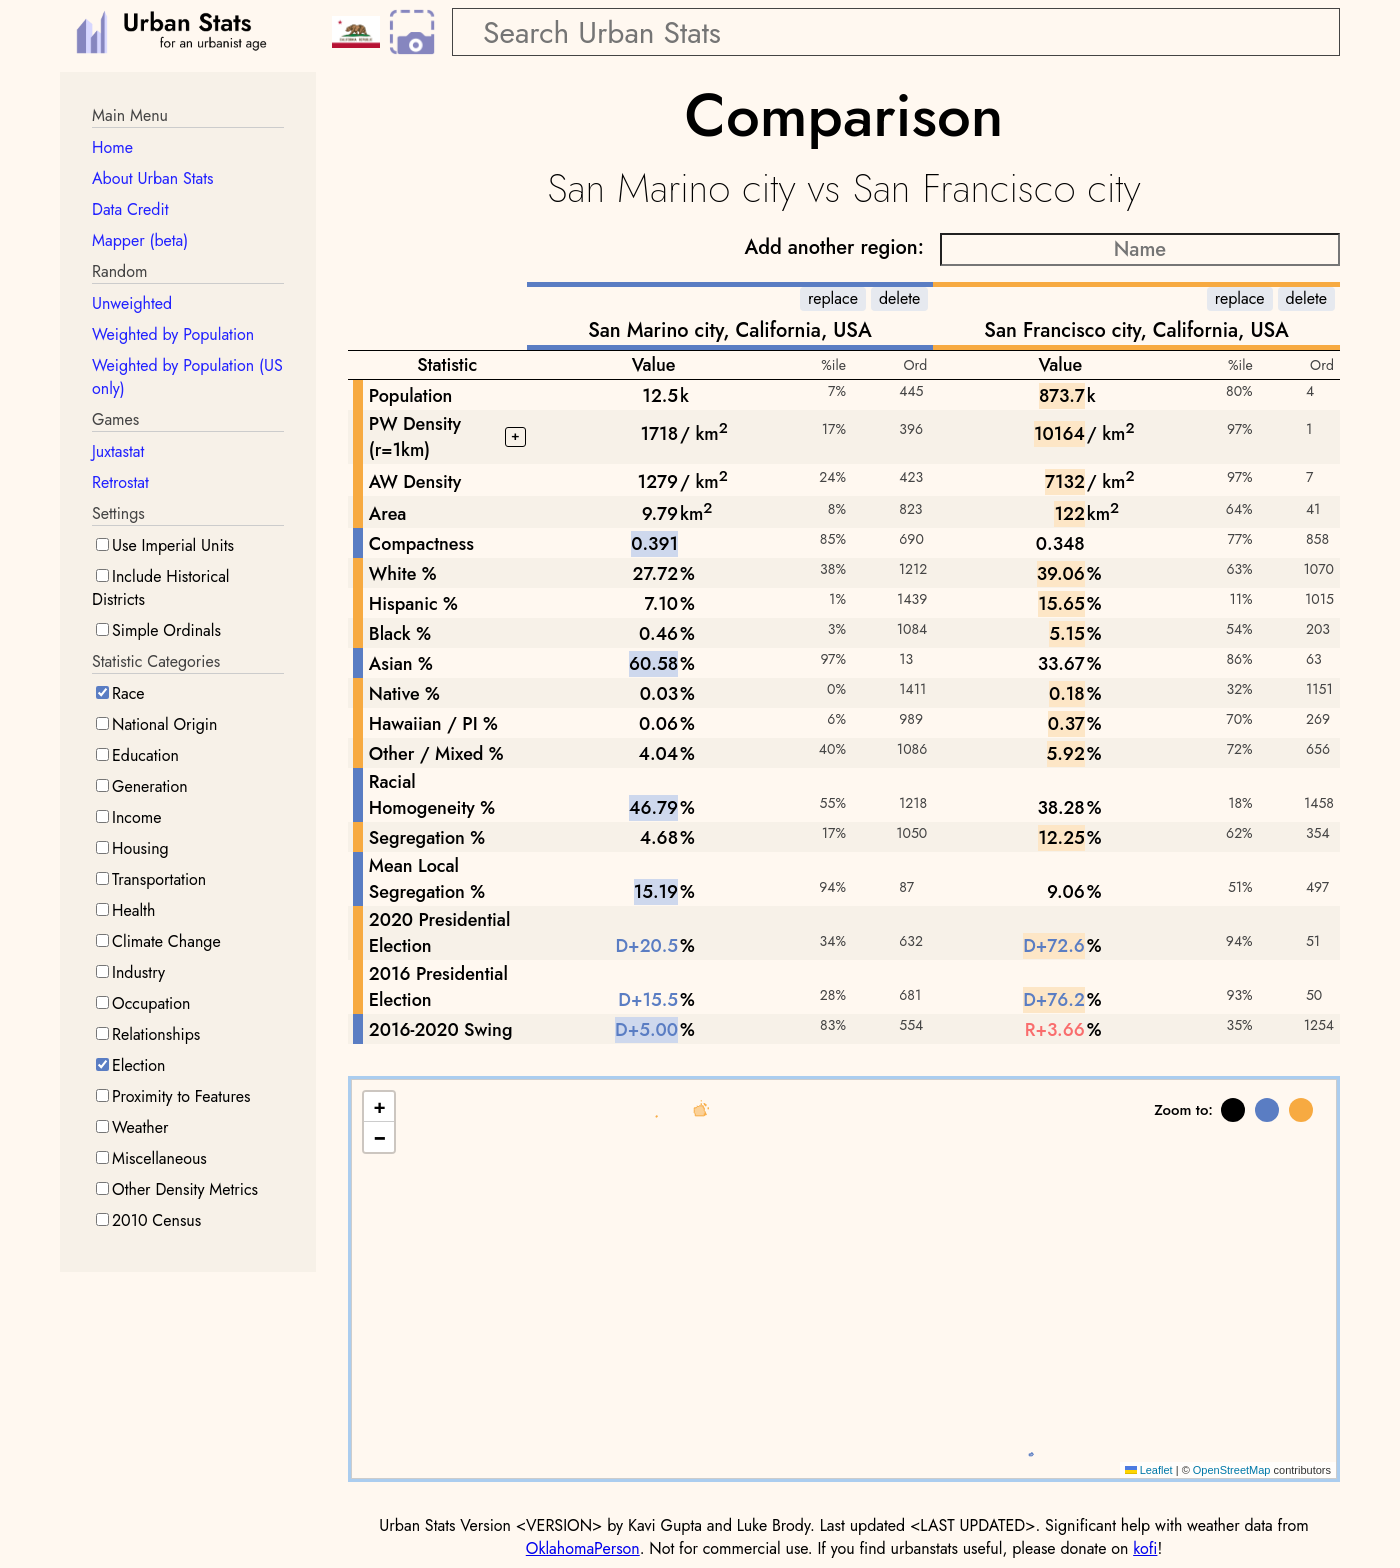 Urban Stats
for an urbanist age
Search Urban Stats
Main Menu
Home
About Urban Stats
Data Credit
Mapper (beta)
Random
Unweighted
Weighted by Population
Weighted by Population (US
only)
Games
Juxtastat
Retrostat
Settings
Use Imperial Units
Include Historical
Districts
Simple Ordinals
Statistic Categories
Race
National Origin
Education
Generation
Income
Housing
Transportation
Health
Climate Change
Industry
Occupation
Relationships
Election
Proximity to Features
Weather
Miscellaneous
Other Density Metrics
2010 Census
Comparison
San Marino city vs San Francisco city
Add another region: Name
replace delete replace delete
San Marino city, California, USA San Francisco city, California, USA
Statistic Value %ile Ord Value %ile Ord
Population 12.5k 7% 445 873.7k 80% 4
PW Density
(r=1km) + 1718/ km² 17% 396 10164/ km² 97% 1
AW Density 1279/ km² 24% 423 7132/ km² 97% 7
Area 9.79km² 8% 823 122km² 64% 41
Compactness 0.391 85% 690 0.348 77% 858
White % 27.72% 38% 1212 39.06% 63% 1070
Hispanic % 7.10% 1% 1439 15.65% 11% 1015
Black % 0.46% 3% 1084 5.15% 54% 203
Asian % 60.58% 97% 13 33.67% 86% 63
Native % 0.03% 0% 1411 0.18% 32% 1151
Hawaiian / PI % 0.06% 6% 989 0.37% 70% 269
Other / Mixed % 4.04% 40% 1086 5.92% 72% 656
Racial
Homogeneity % 46.79% 55% 1218 38.28% 18% 1458
Segregation % 4.68% 17% 1050 12.25% 62% 354
Mean Local
Segregation % 15.19% 94% 87 9.06% 51% 497
2020 Presidential
Election D+20.5% 34% 632 D+72.6% 94% 51
2016 Presidential
Election D+15.5% 28% 681 D+76.2% 93% 50
2016-2020 Swing D+5.00% 83% 554 R+3.66% 35% 1254
+
−
Zoom to:
Leaflet | © OpenStreetMap contributors
Urban Stats Version <VERSION> by Kavi Gupta and Luke Brody. Last updated <LAST UPDATED>. Significant help with weather data from
OklahomaPerson. Not for commercial use. If you find urbanstats useful, please donate on kofi!